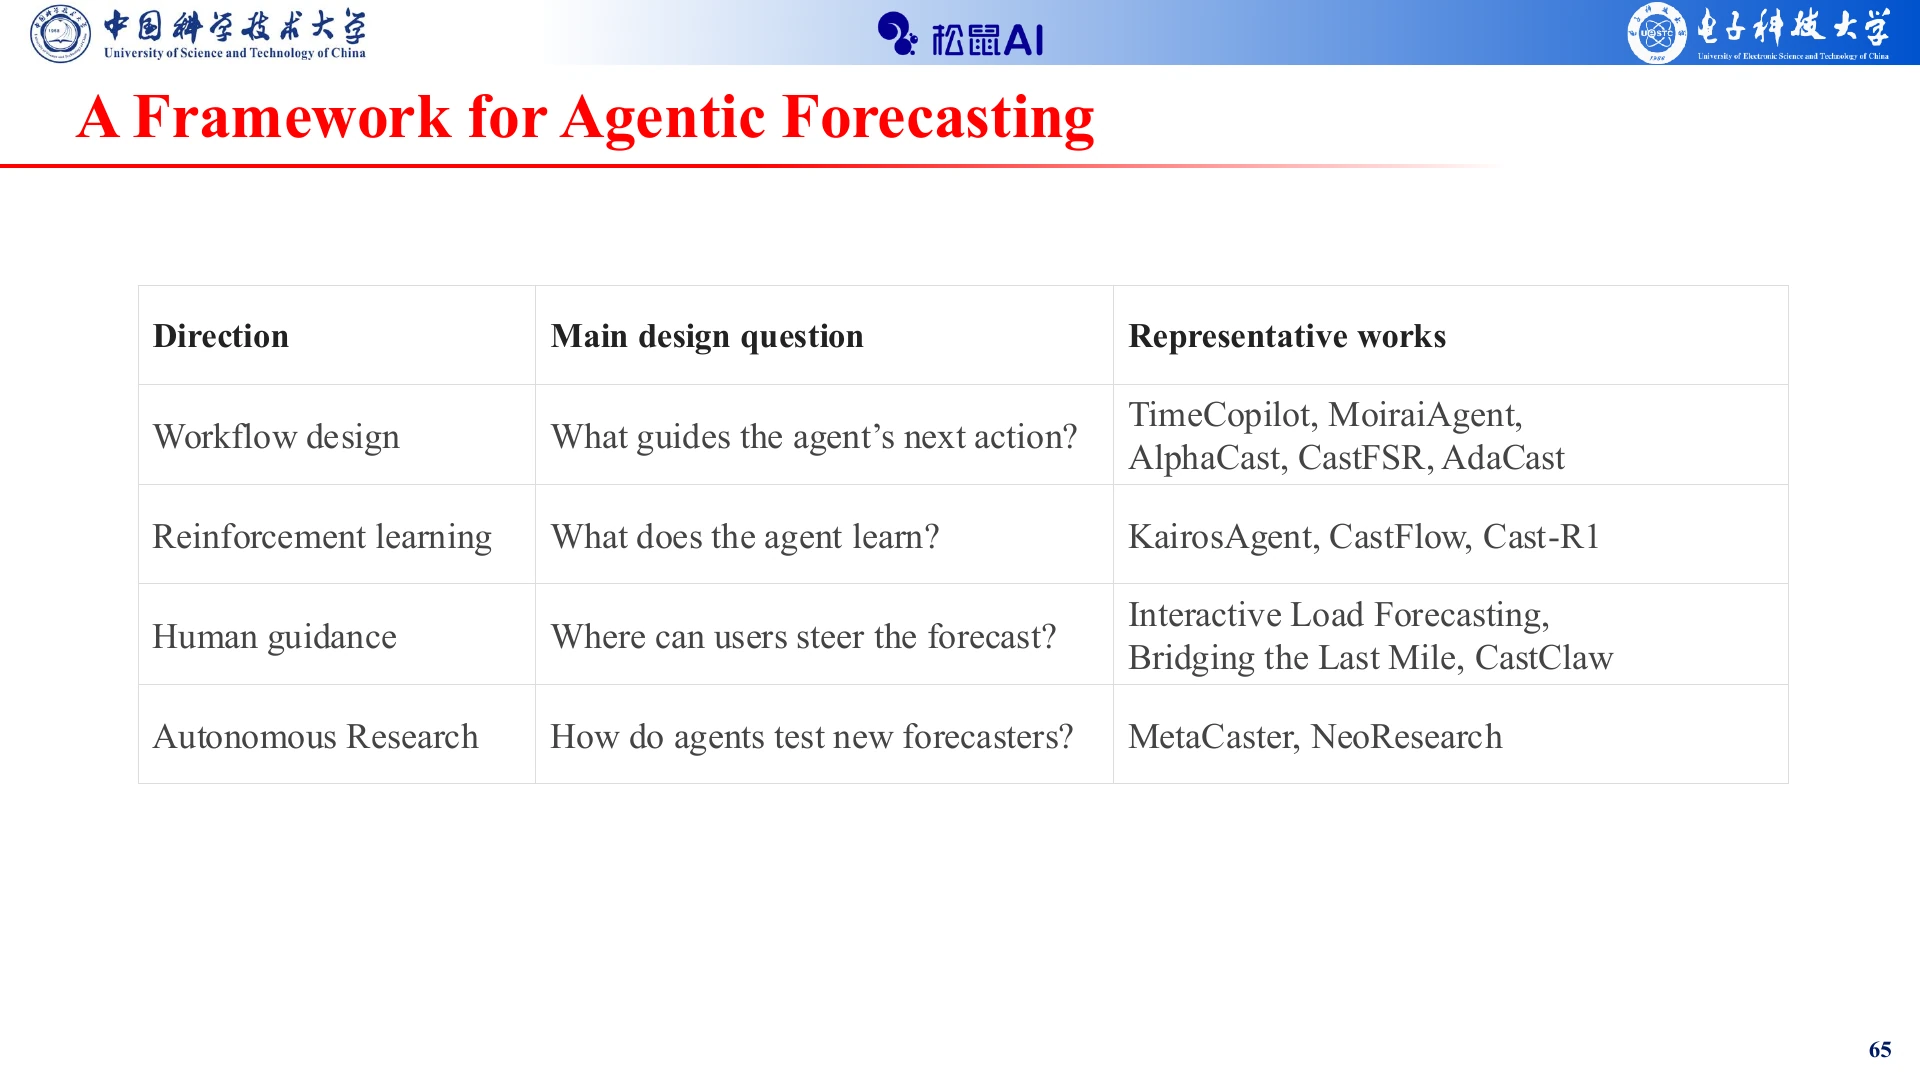 中国科学技术大学
University of Science and Technology of China
松鼠AI
电子科技大学
University of Electronic Science and Technology of China
A Framework for Agentic Forecasting
Direction
Main design question
Representative works
Workflow design
What guides the agent’s next action?
TimeCopilot, MoiraiAgent,
AlphaCast, CastFSR, AdaCast
Reinforcement learning
What does the agent learn?
KairosAgent, CastFlow, Cast-R1
Human guidance
Where can users steer the forecast?
Interactive Load Forecasting,
Bridging the Last Mile, CastClaw
Autonomous Research
How do agents test new forecasters?
MetaCaster, NeoResearch
65